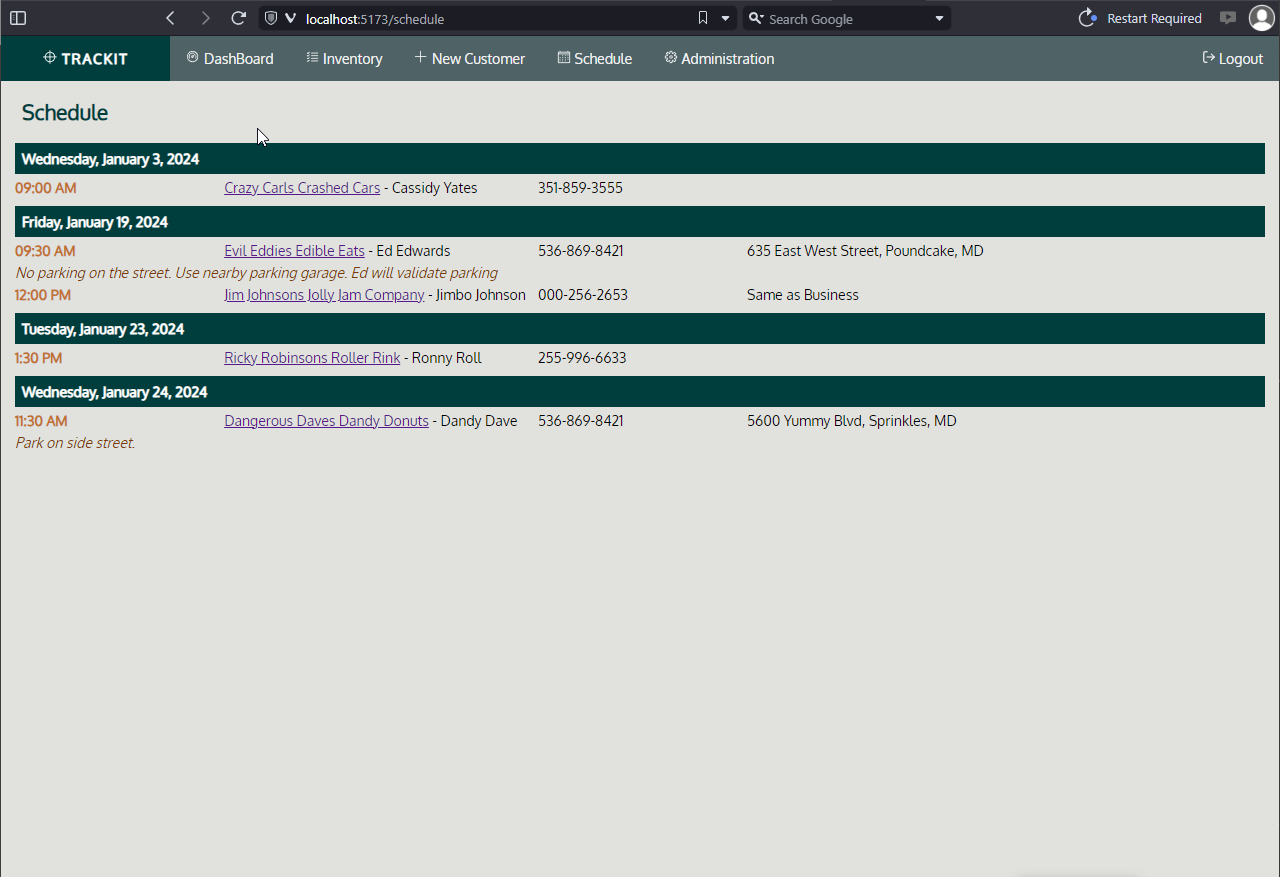 localhost:5173/schedule Search Google Restart Required
TRACKIT DashBoard Inventory New Customer Schedule Administration Logout
Schedule
Wednesday, January 3, 2024
09:00 AM Crazy Carls Crashed Cars - Cassidy Yates 351-859-3555
Friday, January 19, 2024
09:30 AM Evil Eddies Edible Eats - Ed Edwards 536-869-8421 635 East West Street, Poundcake, MD
No parking on the street. Use nearby parking garage. Ed will validate parking
12:00 PM Jim Johnsons Jolly Jam Company - Jimbo Johnson 000-256-2653 Same as Business
Tuesday, January 23, 2024
1:30 PM Ricky Robinsons Roller Rink - Ronny Roll 255-996-6633
Wednesday, January 24, 2024
11:30 AM Dangerous Daves Dandy Donuts - Dandy Dave 536-869-8421 5600 Yummy Blvd, Sprinkles, MD
Park on side street.